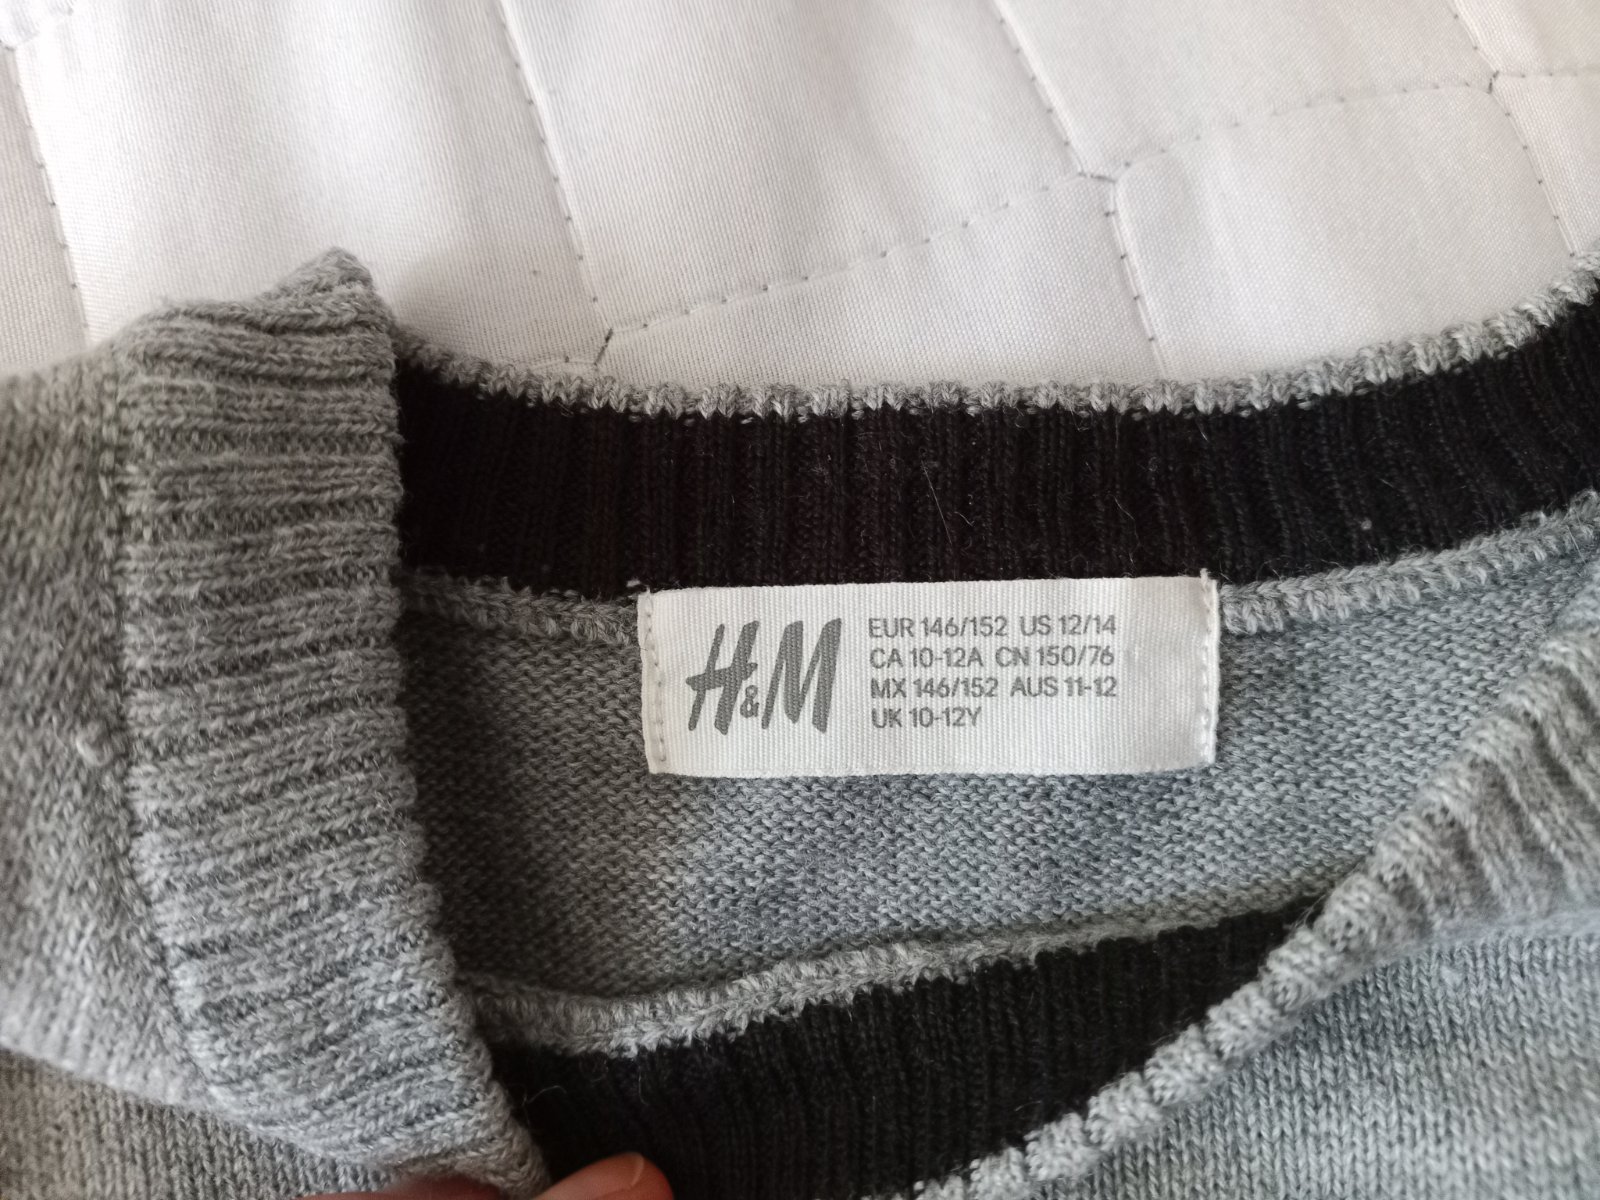 H&M
EUR 146/152 US 12/14
CA 10-12A CN 150/76
MX 146/152 AUS 11-12
UK 10-12Y